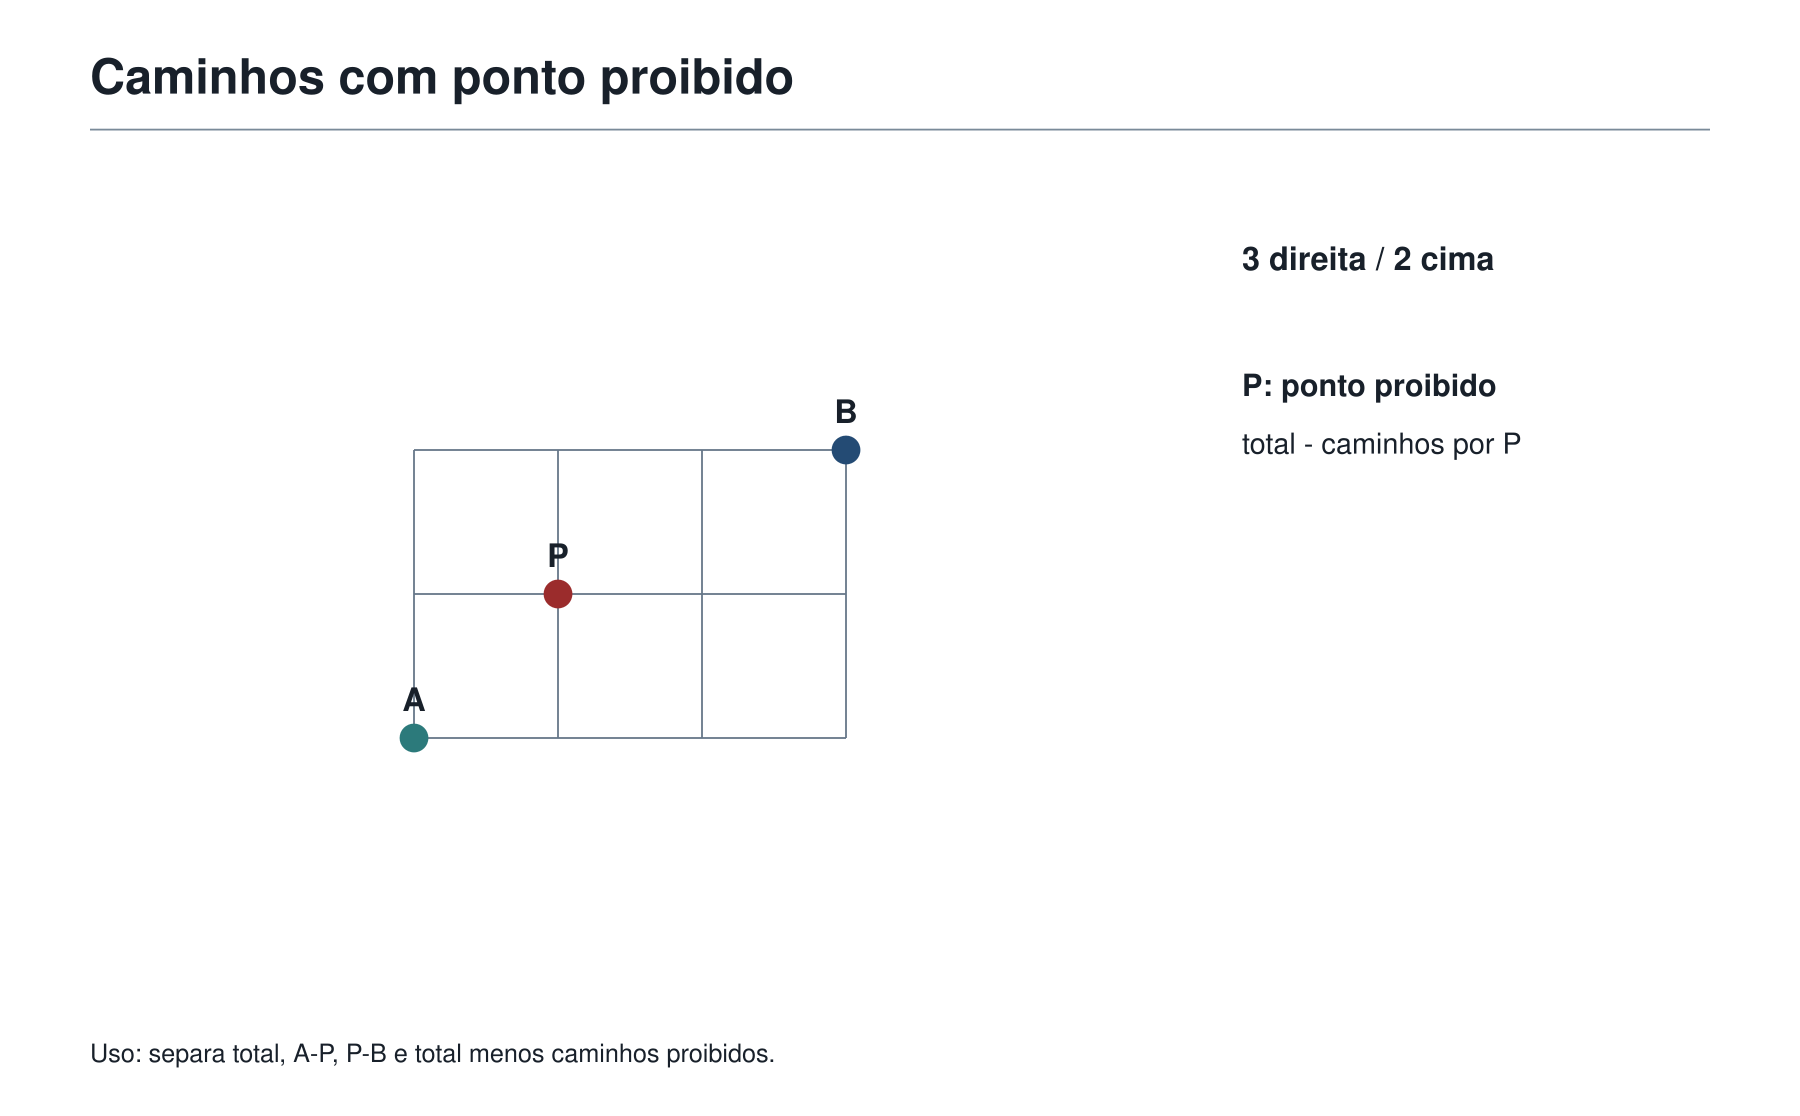 Caminhos com ponto proibido
3 direita / 2 cima
P: ponto proibido
total - caminhos por P
B
P
A
Uso: separa total, A-P, P-B e total menos caminhos proibidos.